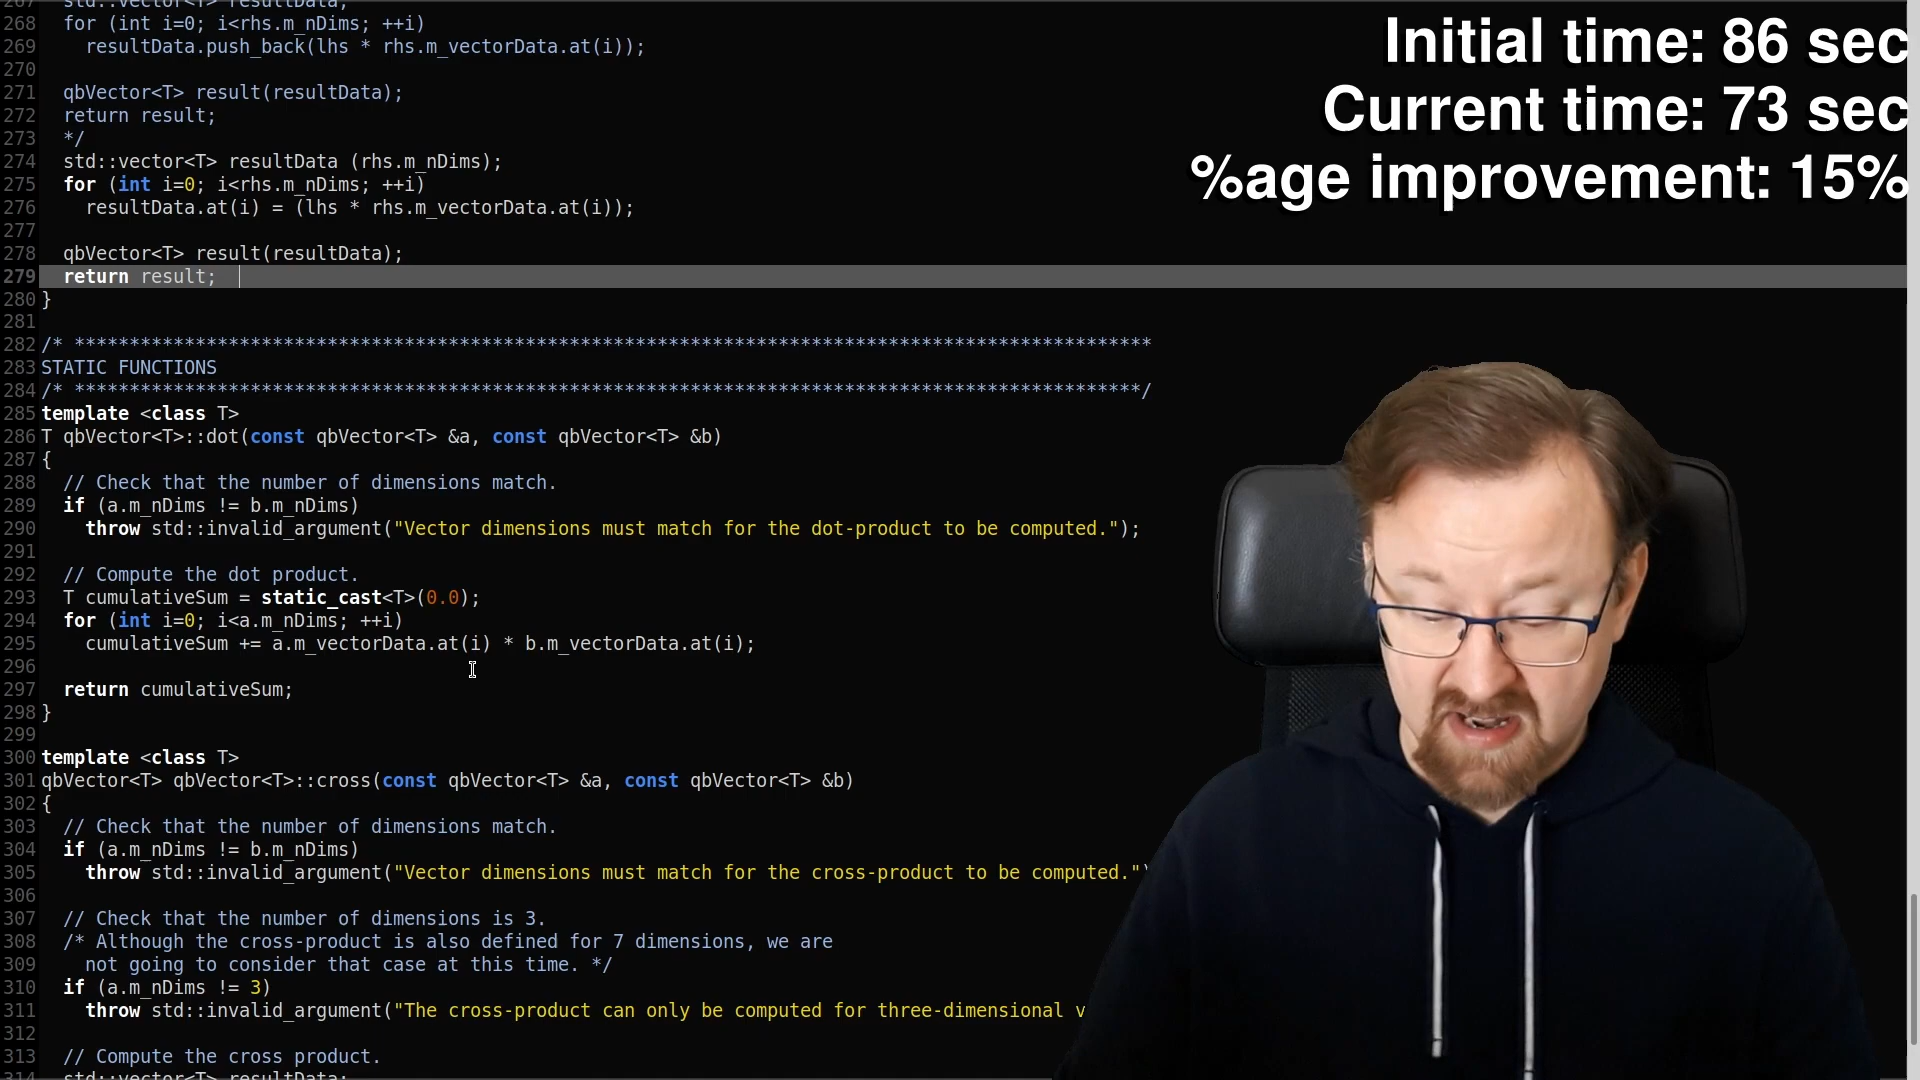 267 std::vector<T> resultData;
268 for (int i=0; i<rhs.m_nDims; ++i)
269 resultData.push_back(lhs * rhs.m_vectorData.at(i));
270
271 qbVector<T> result(resultData);
272 return result;
273 */
274 std::vector<T> resultData (rhs.m_nDims);
275 for (int i=0; i<rhs.m_nDims; ++i)
276 resultData.at(i) = (lhs * rhs.m_vectorData.at(i));
277
278 qbVector<T> result(resultData);
279 return result;
280 }
281
282 /* **************************************************************************************************
283 STATIC FUNCTIONS
284 /* *************************************************************************************************/
285 template <class T>
286 T qbVector<T>::dot(const qbVector<T> &a, const qbVector<T> &b)
287 {
288 // Check that the number of dimensions match.
289 if (a.m_nDims != b.m_nDims)
290 throw std::invalid_argument("Vector dimensions must match for the dot-product to be computed.");
291
292 // Compute the dot product.
293 T cumulativeSum = static_cast<T>(0.0);
294 for (int i=0; i<a.m_nDims; ++i)
295 cumulativeSum += a.m_vectorData.at(i) * b.m_vectorData.at(i);
296
297 return cumulativeSum;
298 }
299
300 template <class T>
301 qbVector<T> qbVector<T>::cross(const qbVector<T> &a, const qbVector<T> &b)
302 {
303 // Check that the number of dimensions match.
304 if (a.m_nDims != b.m_nDims)
305 throw std::invalid_argument("Vector dimensions must match for the cross-product to be computed.")
306
307 // Check that the number of dimensions is 3.
308 /* Although the cross-product is also defined for 7 dimensions, we are
309 not going to consider that case at this time. */
310 if (a.m_nDims != 3)
311 throw std::invalid_argument("The cross-product can only be computed for three-dimensional v
312
313 // Compute the cross product.
314 std::vector<T> resultData;
Initial time: 86 sec
Current time: 73 sec
%age improvement: 15%